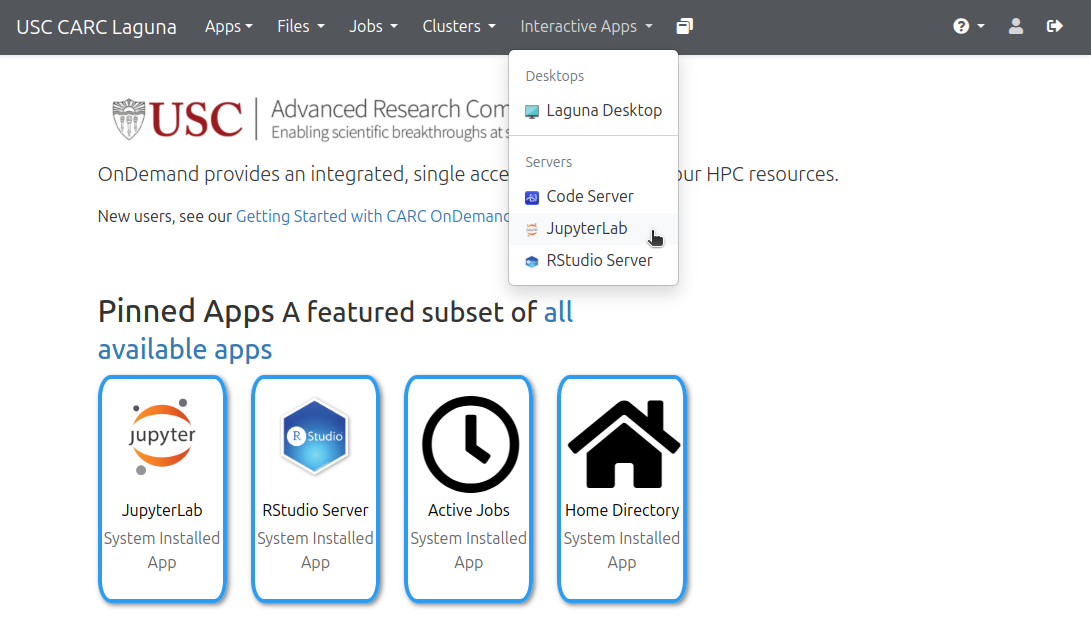 USC CARC Laguna Apps Files Jobs Clusters Interactive Apps
Desktops
Laguna Desktop
Servers
Code Server
JupyterLab
RStudio Server
USC Advanced Research Com
Enabling scientific breakthroughs at s
OnDemand provides an integrated, single acce our HPC resources.
New users, see our Getting Started with CARC OnDemand
Pinned Apps A featured subset of all
available apps
jupyter
R Studio
JupyterLab RStudio Server Active Jobs Home Directory
System Installed System Installed System Installed System Installed
App App App App